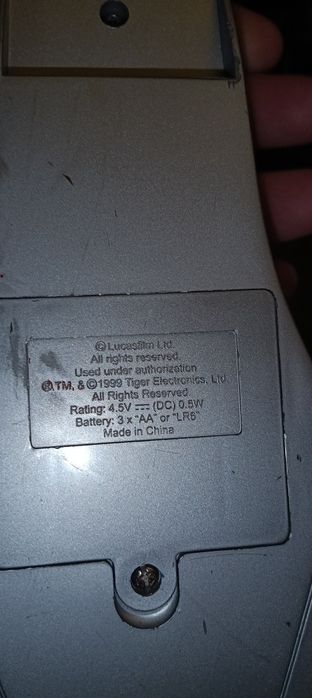 © Lucasfilm Ltd.
All rights reserved.
Used under authorization
®TM, & ©1999 Tiger Electronics, Ltd.
All Rights Reserved
Rating: 4.5V ⎓ (DC) 0.5W
Battery: 3 x "AA" or "LR6"
Made in China